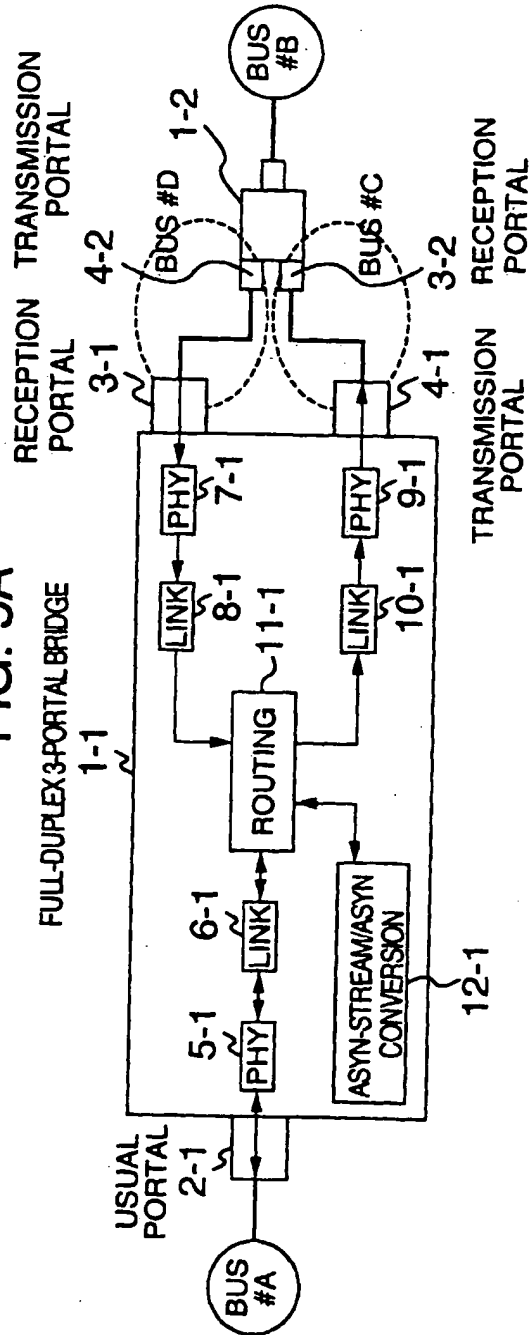 FIG. 3A
FULL-DUPLEX 3-PORTAL BRIDGE
1-1
RECEPTION
PORTAL
3-1
TRANSMISSION
PORTAL
4-2
BUS #D
1-2
BUS
#B
USUAL
PORTAL
2-1
BUS
#A
PHY
5-1
LINK
6-1
ROUTING
11-1
LINK
8-1
PHY
7-1
LINK
10-1
PHY
9-1
ASYN-STREAM/ASYN
CONVERSION
12-1
BUS #C
4-1
TRANSMISSION
PORTAL
3-2
RECEPTION
PORTAL